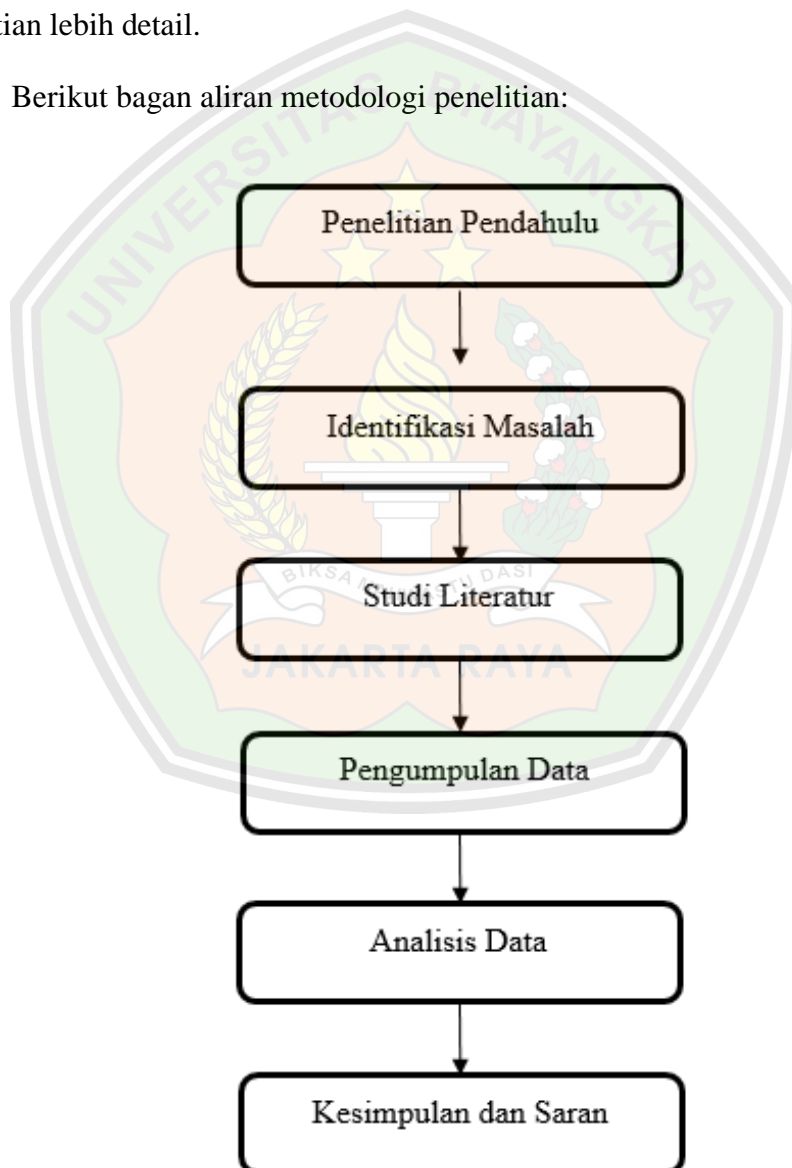 tian lebih detail.
Berikut bagan aliran metodologi penelitian:
UNIVERSITAS BHAYANGKARA
Penelitian Pendahulu
Identifikasi Masalah
Studi Literatur
JAKARTA RAYA
Pengumpulan Data
Analisis Data
Kesimpulan dan Saran